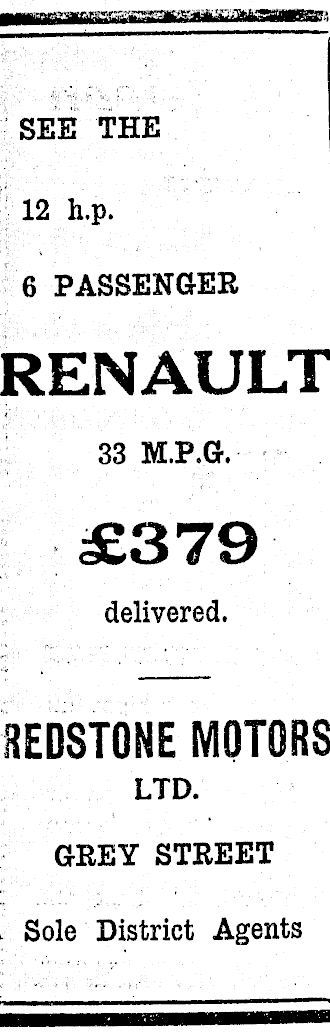 SEE THE
12 h.p.
6 PASSENGER
RENAULT
33 M.P.G.
£379
delivered.
REDSTONE MOTORS
LTD.
GREY STREET
Sole District Agents